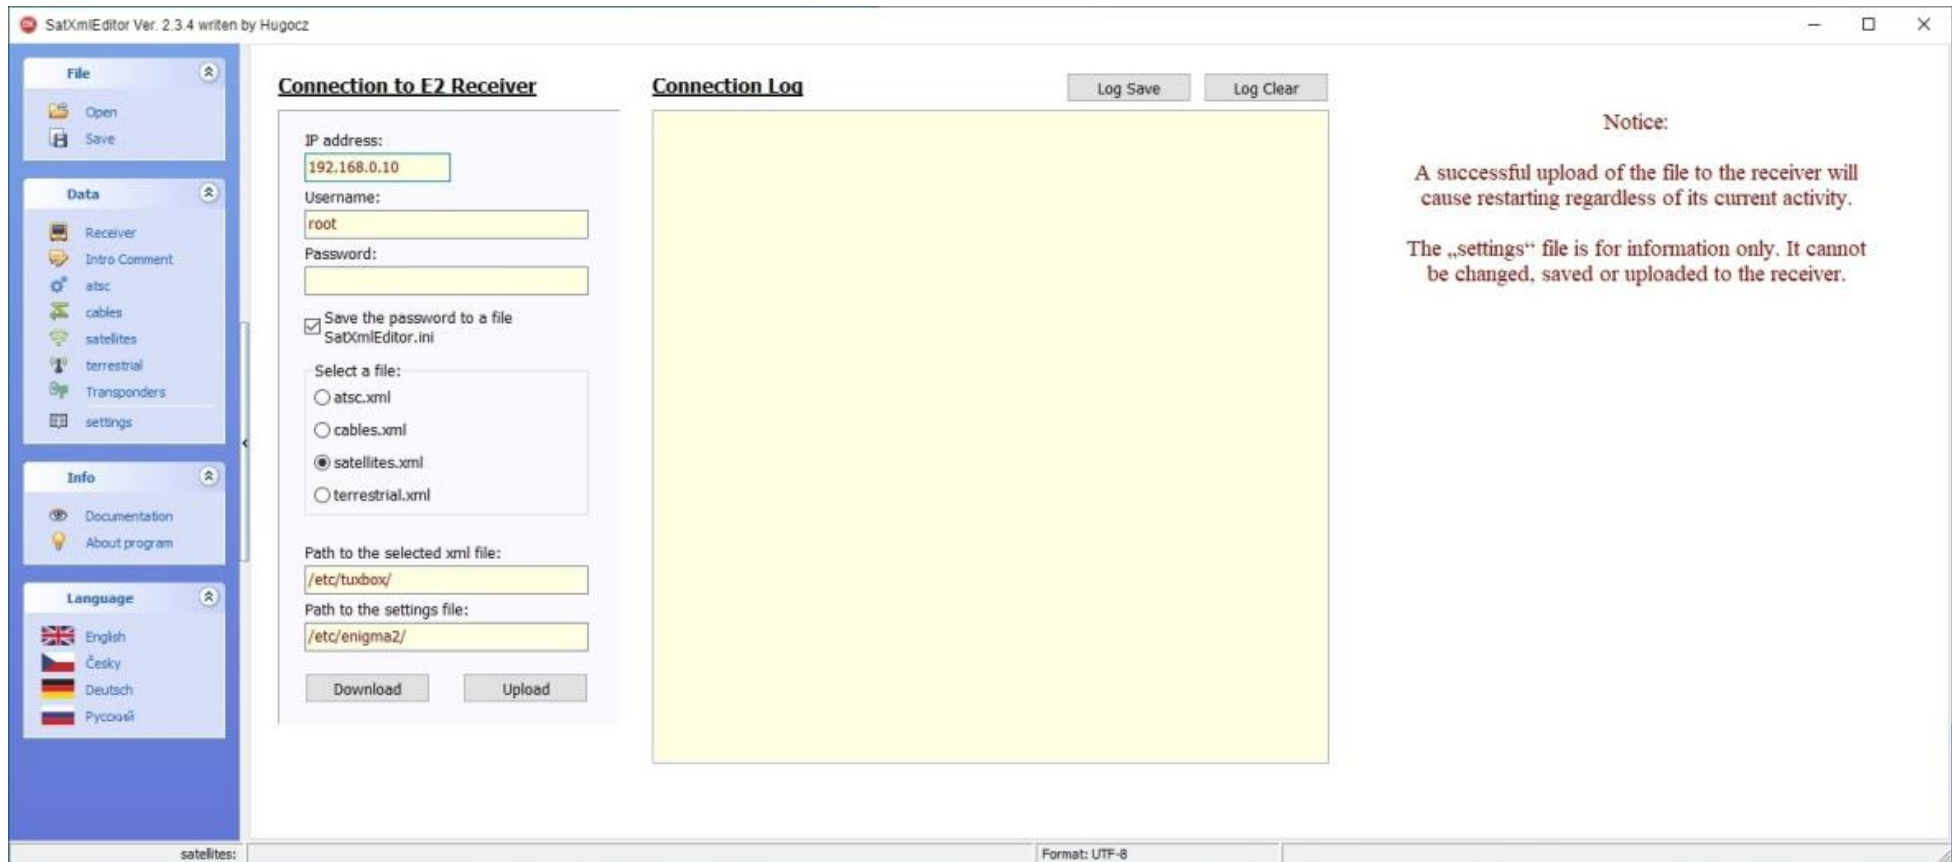 SatXmlEditor Ver. 2.3.4 writen by Hugocz
File
Open
Save
Data
Receiver
Intro Comment
atsc
cables
satellites
terrestrial
Transponders
settings
Info
Documentation
About program
Language
English
Česky
Deutsch
Русский
Connection to E2 Receiver
IP address:
192.168.0.10
Username:
root
Password:
Save the password to a file
SatXmlEditor.ini
Select a file:
atsc.xml
cables.xml
satellites.xml
terrestrial.xml
Path to the selected xml file:
/etc/tuxbox/
Path to the settings file:
/etc/enigma2/
Download
Upload
Connection Log
Log Save
Log Clear
Notice:
A successful upload of the file to the receiver will
cause restarting regardless of its current activity.
The „settings“ file is for information only. It cannot
be changed, saved or uploaded to the receiver.
satellites:
Format: UTF-8